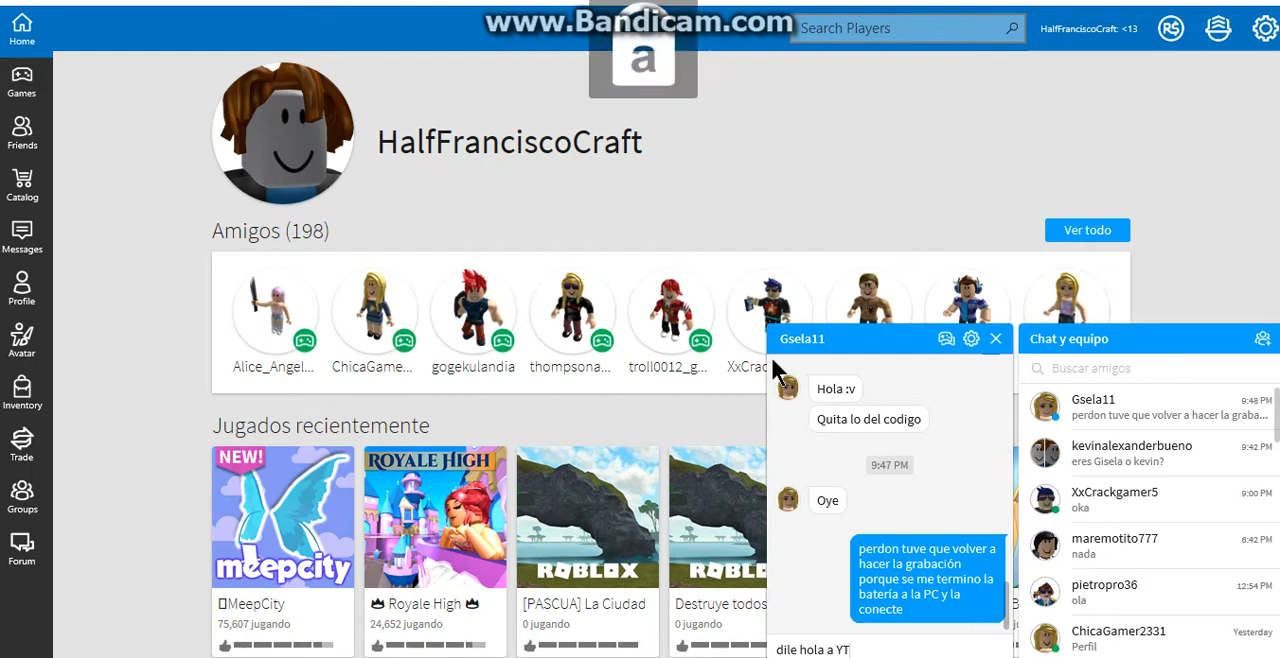 www.Bandicam.com
a
Home
Search Players
HalfFranciscoCraft: <13
R$
Games
Friends
Catalog
Messages
Profile
Avatar
Inventory
Trade
Groups
Forum
HalfFranciscoCraft
Amigos (198)
Ver todo
Alice_Angel...
ChicaGame...
gogekulandia
thompsona...
troll0012_g...
XxCrac
Jugados recientemente
NEW!
meepcity
MeepCity
75,607 jugando
ROYALE HIGH
Royale High
24,652 jugando
ROBLOX
[PASCUA] La Ciudad
0 jugando
ROBLOX
Destruye todos
0 jugando
Gsela11
Hola :v
Quita lo del codigo
9:47 PM
Oye
perdon tuve que volver a
hacer la grabación
porque se me termino la
batería a la PC y la
conecte
dile hola a YT
Chat y equipo
Buscar amigos
Gsela11
9:48 PM
perdon tuve que volver a hacer la graba...
kevinalexanderbueno
9:42 PM
eres Gisela o kevin?
XxCrackgamer5
9:00 PM
oka
maremotito777
6:42 PM
nada
pietropro36
12:54 PM
ola
ChicaGamer2331
Yesterday
Perfil